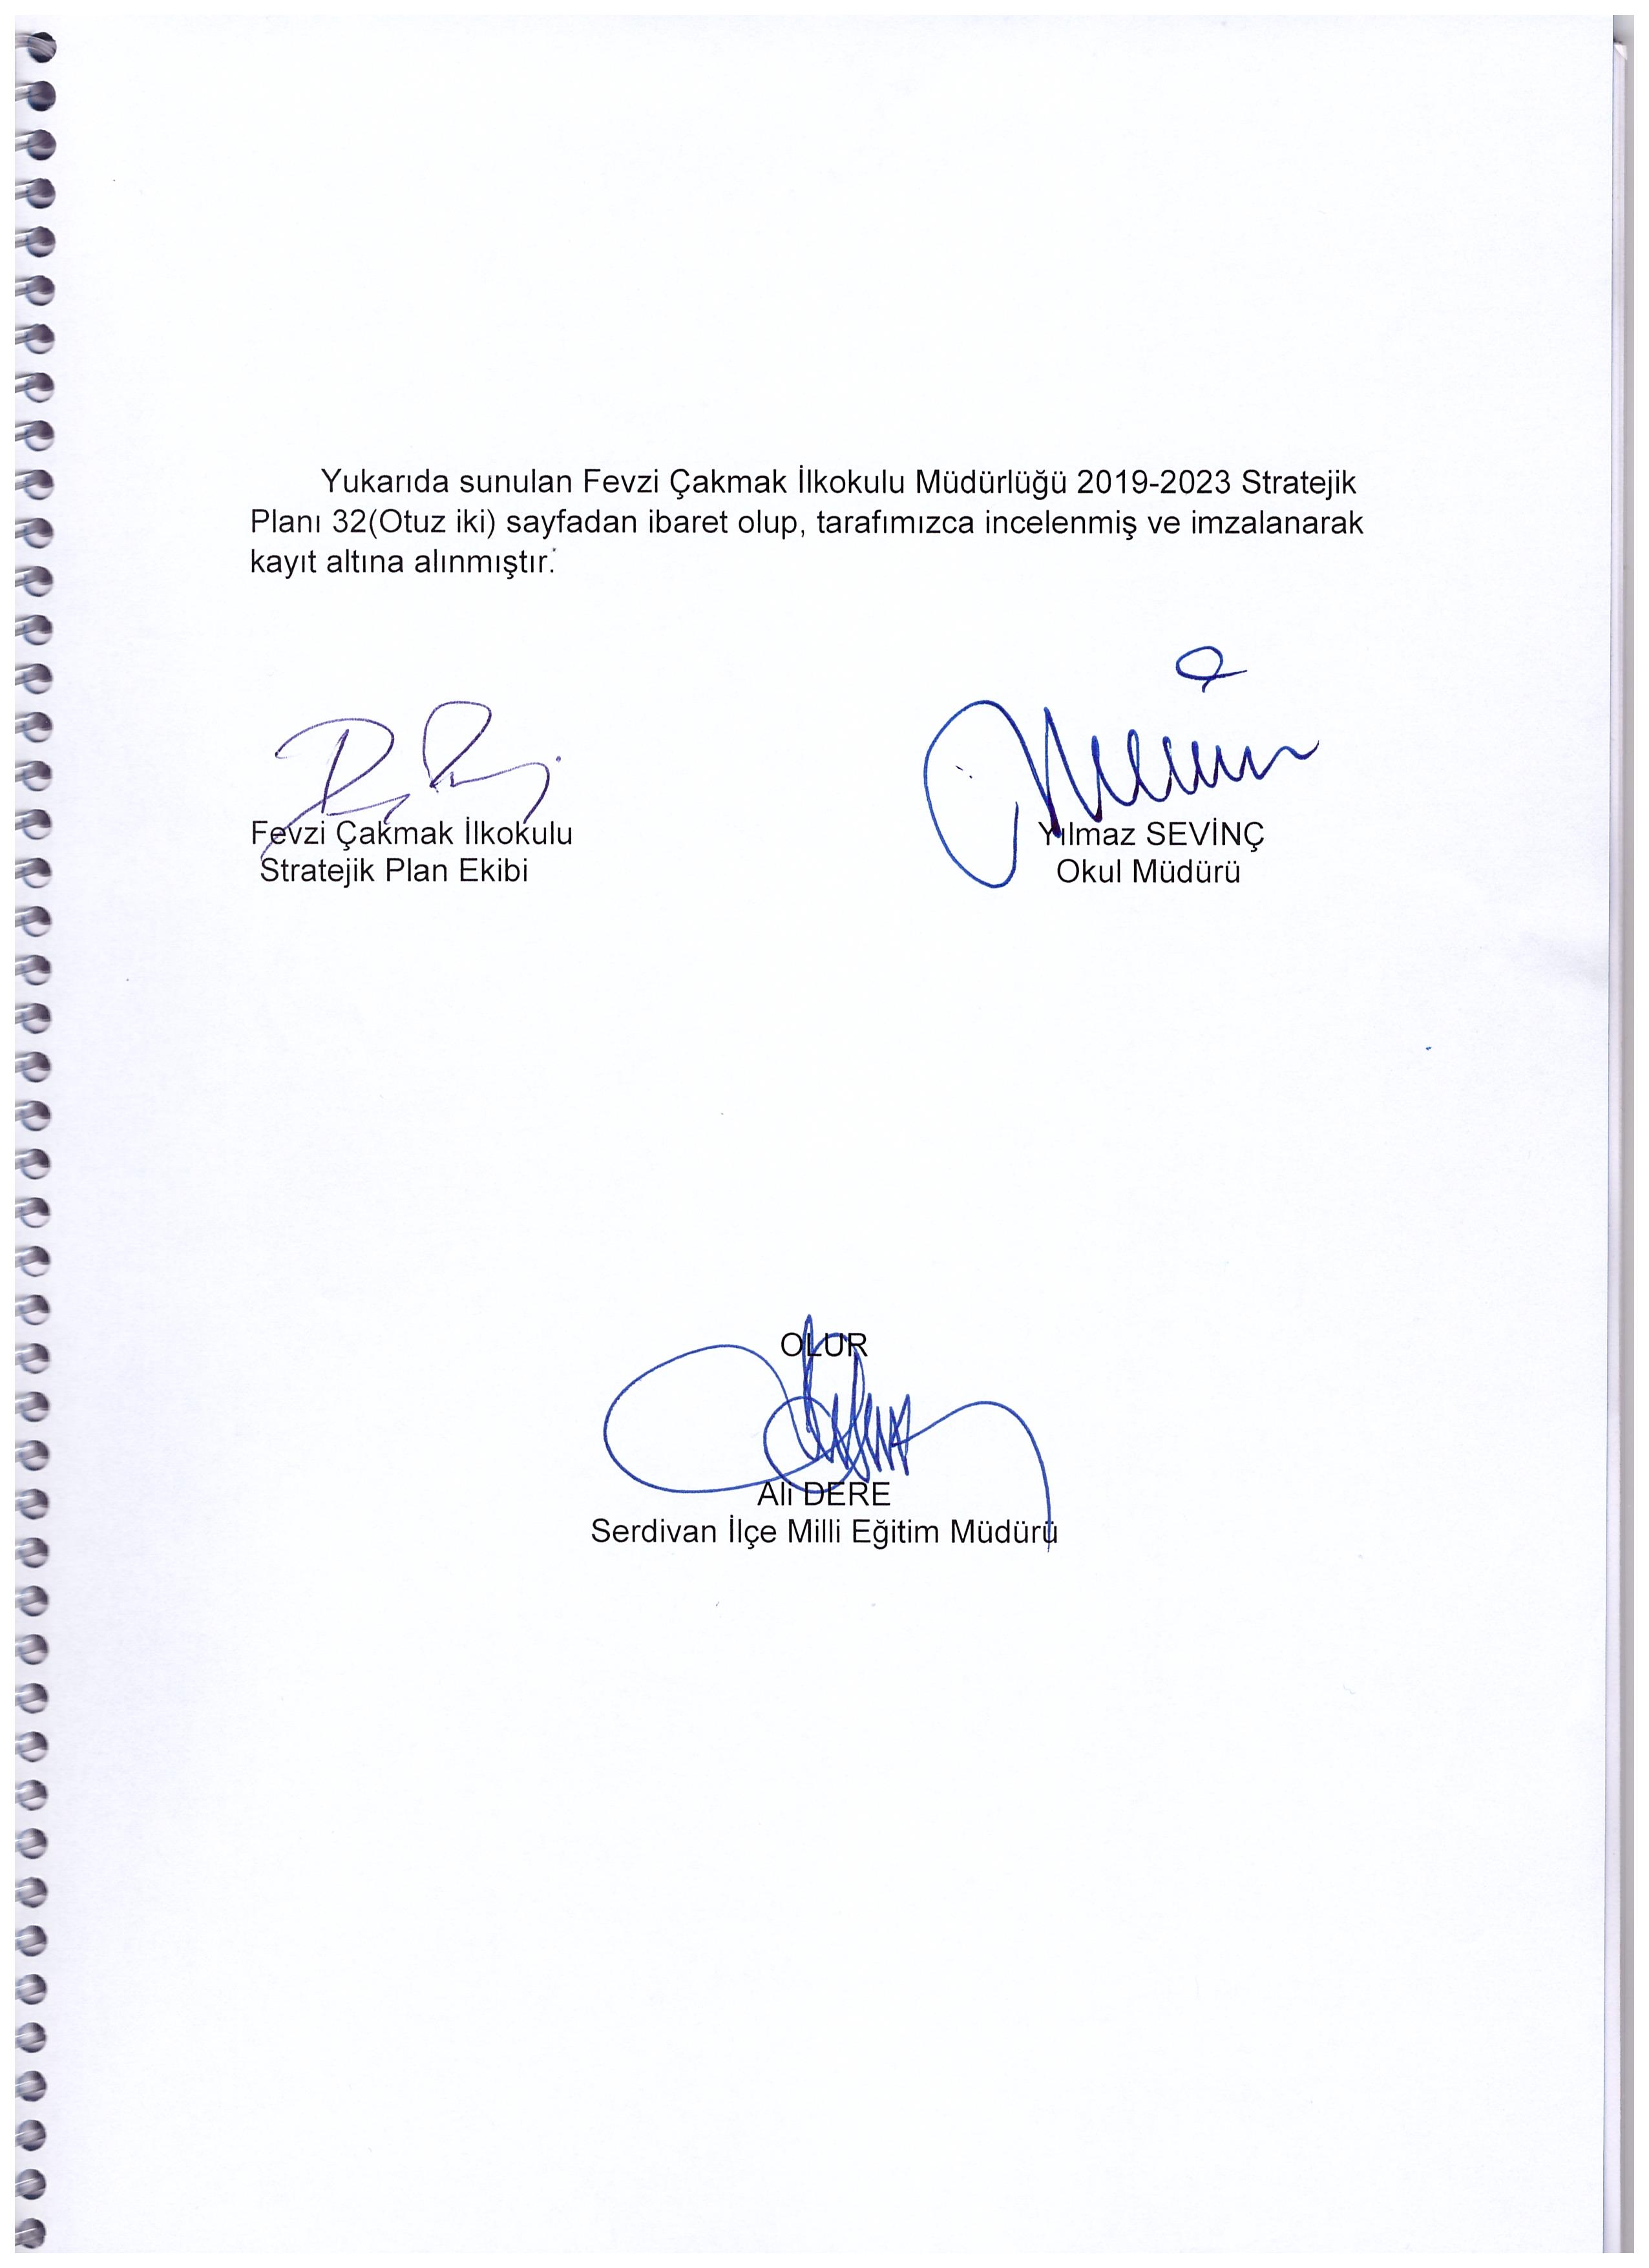 Yukarıda sunulan Fevzi Çakmak İlkokulu Müdürlüğü 2019-2023 Stratejik
Planı 32(Otuz iki) sayfadan ibaret olup, tarafımızca incelenmiş ve imzalanarak
kayıt altına alınmıştır.
Fevzi Çakmak İlkokulu
Stratejik Plan Ekibi
Yılmaz SEVİNÇ
Okul Müdürü
OLUR
Ali DERE
Serdivan İlçe Milli Eğitim Müdürü